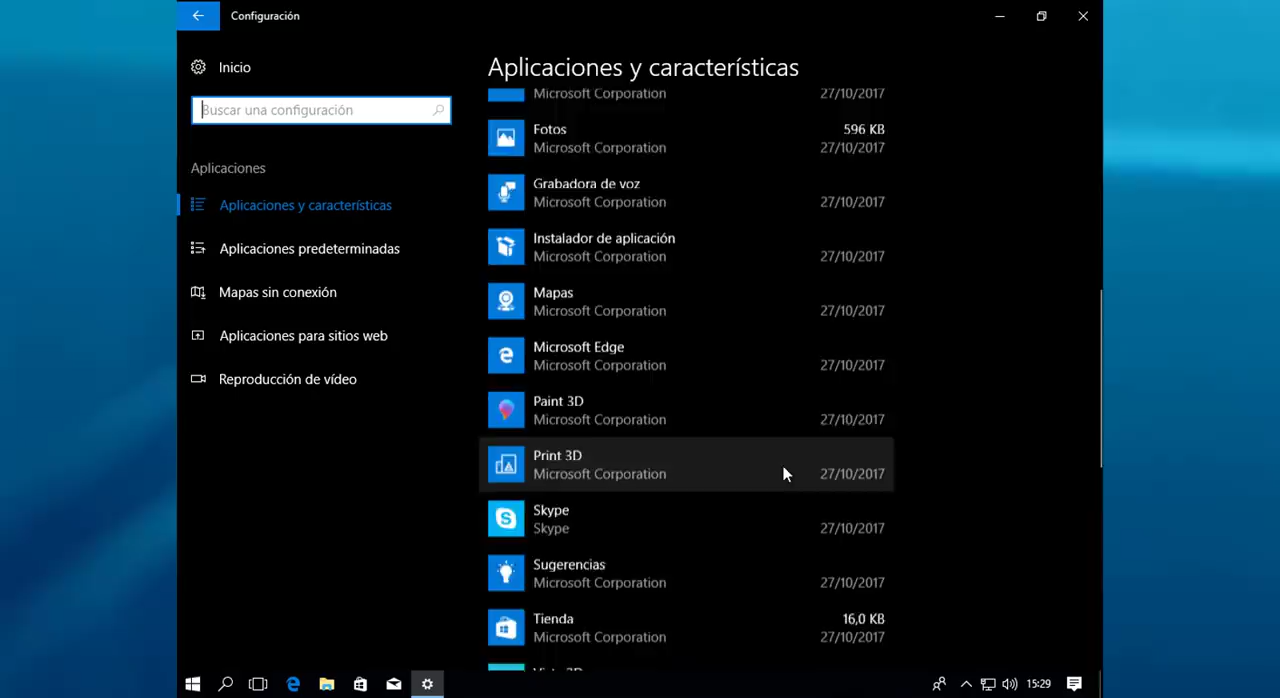 Configuración
Inicio
Buscar una configuración
Aplicaciones
Aplicaciones y características
Aplicaciones predeterminadas
Mapas sin conexión
Aplicaciones para sitios web
Reproducción de vídeo
Aplicaciones y características
Microsoft Corporation 27/10/2017
Fotos 596 KB
Microsoft Corporation 27/10/2017
Grabadora de voz
Microsoft Corporation 27/10/2017
Instalador de aplicación
Microsoft Corporation 27/10/2017
Mapas
Microsoft Corporation 27/10/2017
Microsoft Edge
Microsoft Corporation 27/10/2017
Paint 3D
Microsoft Corporation 27/10/2017
Print 3D
Microsoft Corporation 27/10/2017
Skype
Skype 27/10/2017
Sugerencias
Microsoft Corporation 27/10/2017
Tienda 16,0 KB
Microsoft Corporation 27/10/2017
15:29